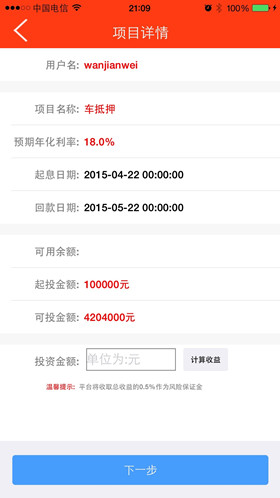 中国电信 21:09 100%
项目详情
用户名: wanjianwei
项目名称: 车抵押
预期年化利率: 18.0%
起息日期: 2015-04-22 00:00:00
回款日期: 2015-05-22 00:00:00
可用余额:
起投金额: 100000元
可投金额: 4204000元
投资金额: 单位为:元 计算收益
温馨提示: 平台将收取总收益的0.5%作为风险保证金
下一步